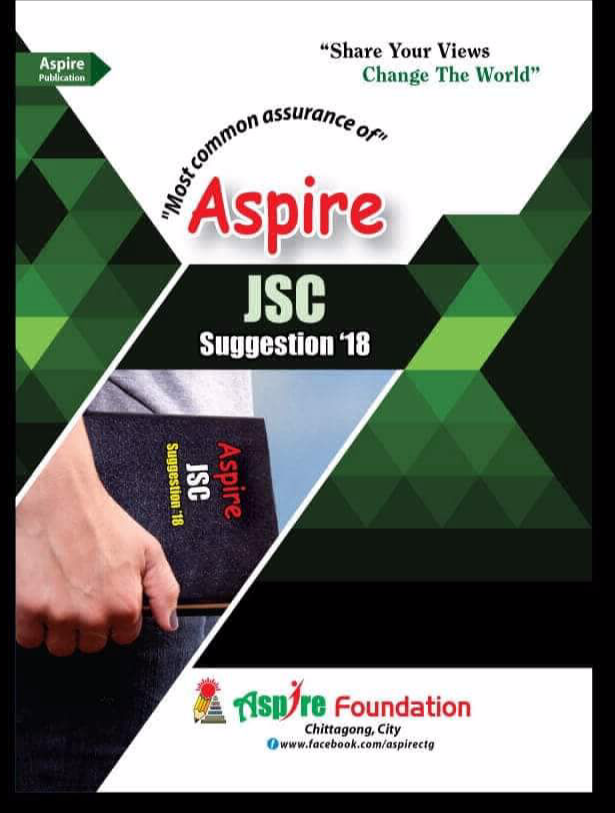 Aspire
Publication
“Share Your Views
Change The World”
"Most common assurance of"
Aspire
JSC
Suggestion ‘18
Aspire
JSC
Suggestion '18
Aspire Foundation
Chittagong, City
f www.facebook.com/aspirectg